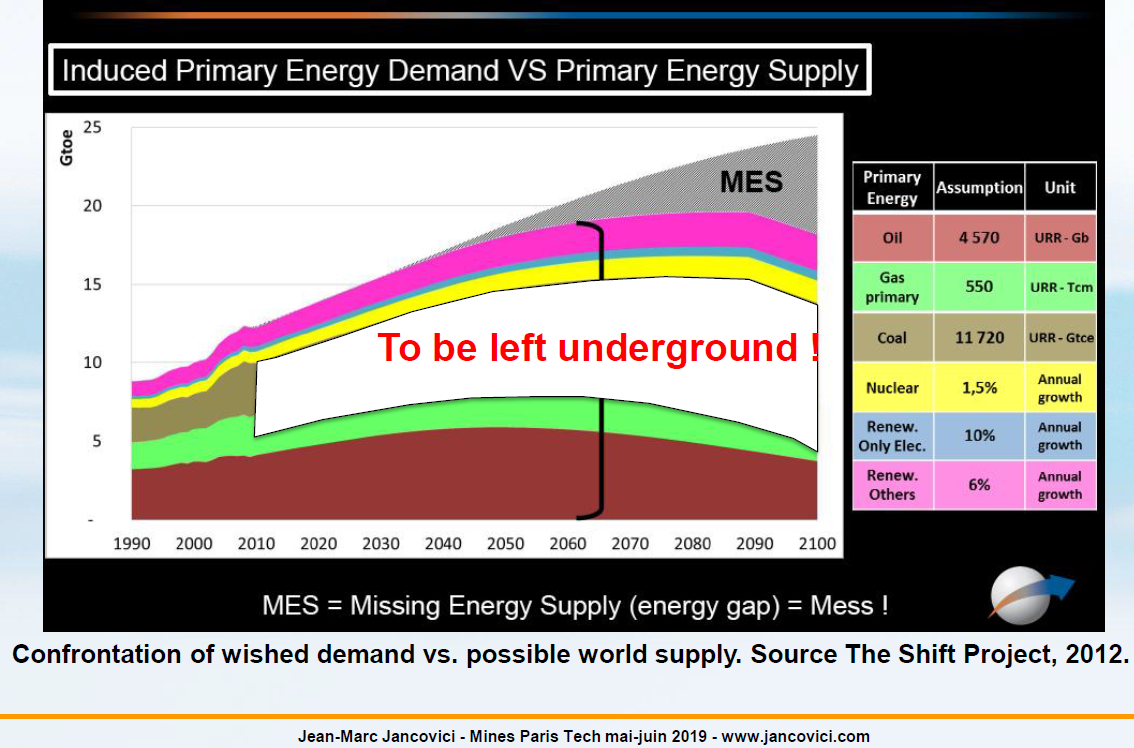 Induced Primary Energy Demand VS Primary Energy Supply
Gtoe
25
20
15
10
5
-
MES
To be left underground !
1990 2000 2010 2020 2030 2040 2050 2060 2070 2080 2090 2100
Primary Energy Assumption Unit
Oil 4 570 URR - Gb
Gas primary 550 URR - Tcm
Coal 11 720 URR - Gtce
Nuclear 1,5% Annual growth
Renew. Only Elec. 10% Annual growth
Renew. Others 6% Annual growth
MES = Missing Energy Supply (energy gap) = Mess !
Confrontation of wished demand vs. possible world supply. Source The Shift Project, 2012.
Jean-Marc Jancovici - Mines Paris Tech mai-juin 2019 - www.jancovici.com